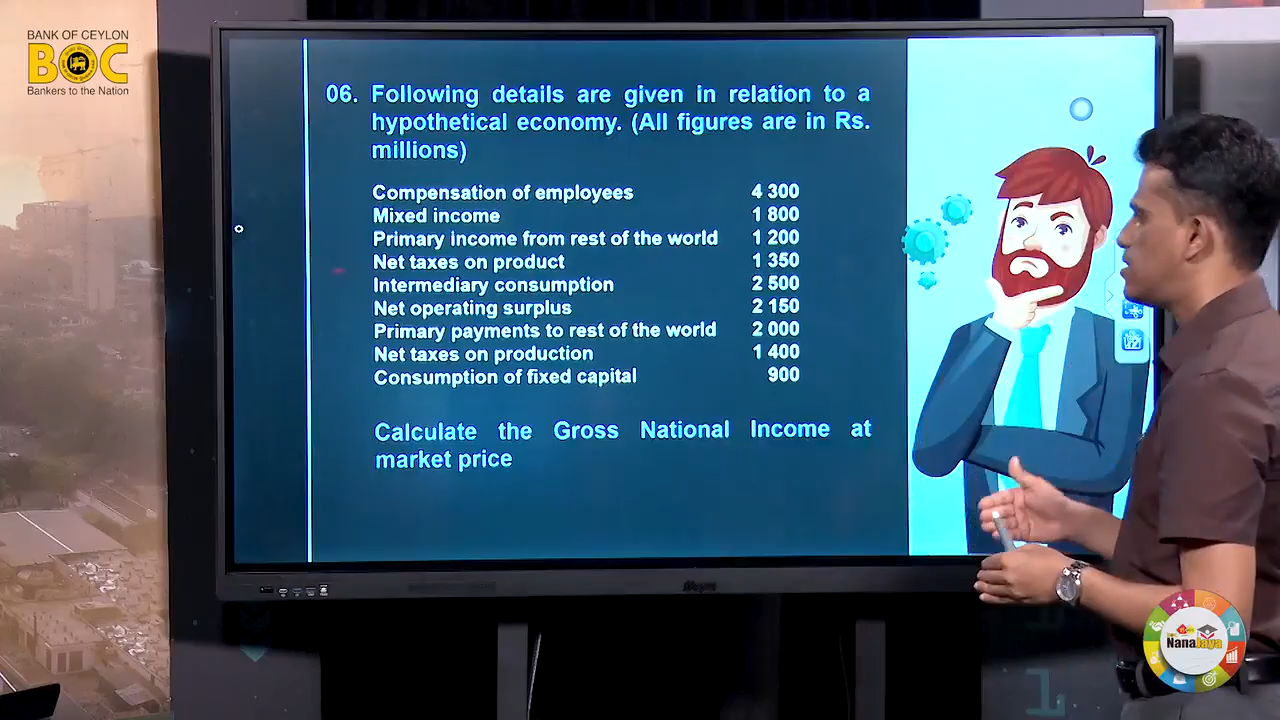 BANK OF CEYLON
BOC
Bankers to the Nation
06. Following details are given in relation to a
hypothetical economy. (All figures are in Rs.
millions)
Compensation of employees 4 300
Mixed income 1 800
Primary income from rest of the world 1 200
Net taxes on product 1 350
Intermediary consumption 2 500
Net operating surplus 2 150
Primary payments to rest of the world 2 000
Net taxes on production 1 400
Consumption of fixed capital 900
Calculate the Gross National Income at
market price
NanaJaya